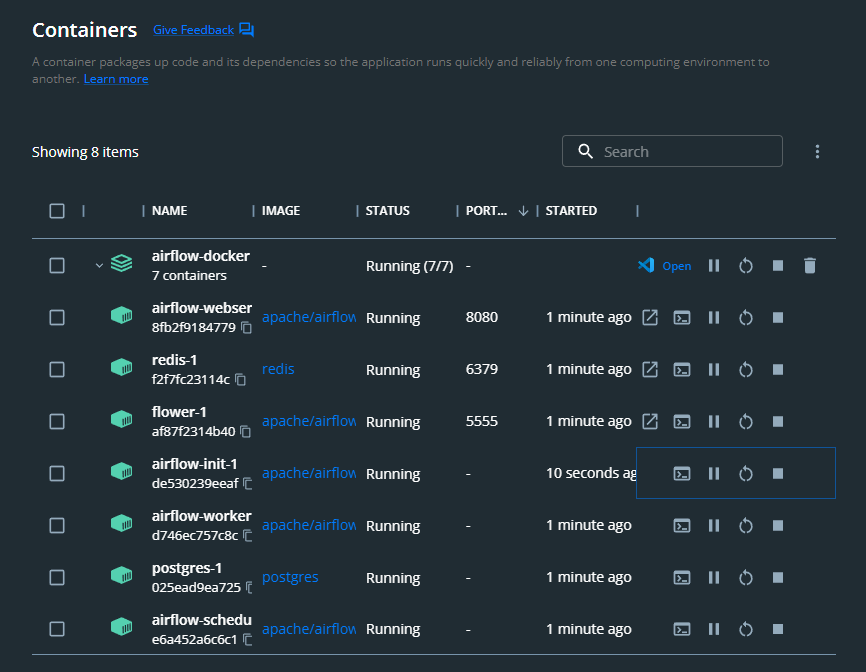 Containers Give Feedback
A container packages up code and its dependencies so the application runs quickly and reliably from one computing environment to
another. Learn more
Showing 8 items
Search
NAME IMAGE STATUS PORT... STARTED
airflow-docker
7 containers
- Running (7/7) - Open
airflow-webser
8fb2f9184779
apache/airflow Running 8080 1 minute ago
redis-1
f2f7fc23114c
redis Running 6379 1 minute ago
flower-1
af87f2314b40
apache/airflow Running 5555 1 minute ago
airflow-init-1
de530239eeaf
apache/airflow Running - 10 seconds ag
airflow-worker
d746ec757c8c
apache/airflow Running - 1 minute ago
postgres-1
025ead9ea725
postgres Running - 1 minute ago
airflow-schedu
e6a452a6c6c1
apache/airflow Running - 1 minute ago